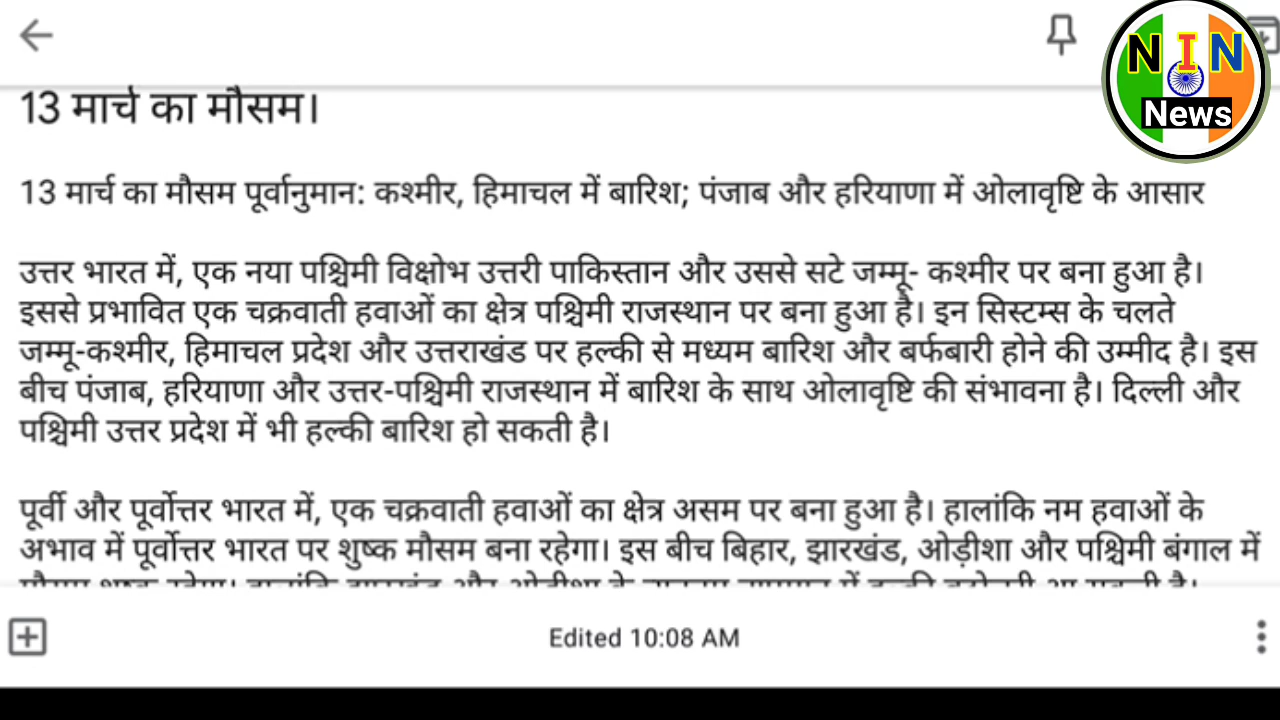 13 मार्च का मौसम।
N I N
News
13 मार्च का मौसम पूर्वानुमान: कश्मीर, हिमाचल में बारिश; पंजाब और हरियाणा में ओलावृष्टि के आसार
उत्तर भारत में, एक नया पश्चिमी विक्षोभ उत्तरी पाकिस्तान और उससे सटे जम्मू- कश्मीर पर बना हुआ है।
इससे प्रभावित एक चक्रवाती हवाओं का क्षेत्र पश्चिमी राजस्थान पर बना हुआ है। इन सिस्टम्स के चलते
जम्मू-कश्मीर, हिमाचल प्रदेश और उत्तराखंड पर हल्की से मध्यम बारिश और बर्फबारी होने की उम्मीद है। इस
बीच पंजाब, हरियाणा और उत्तर-पश्चिमी राजस्थान में बारिश के साथ ओलावृष्टि की संभावना है। दिल्ली और
पश्चिमी उत्तर प्रदेश में भी हल्की बारिश हो सकती है।
पूर्वी और पूर्वोत्तर भारत में, एक चक्रवाती हवाओं का क्षेत्र असम पर बना हुआ है। हालांकि नम हवाओं के
अभाव में पूर्वोत्तर भारत पर शुष्क मौसम बना रहेगा। इस बीच बिहार, झारखंड, ओड़ीशा और पश्चिमी बंगाल में
Edited 10:08 AM